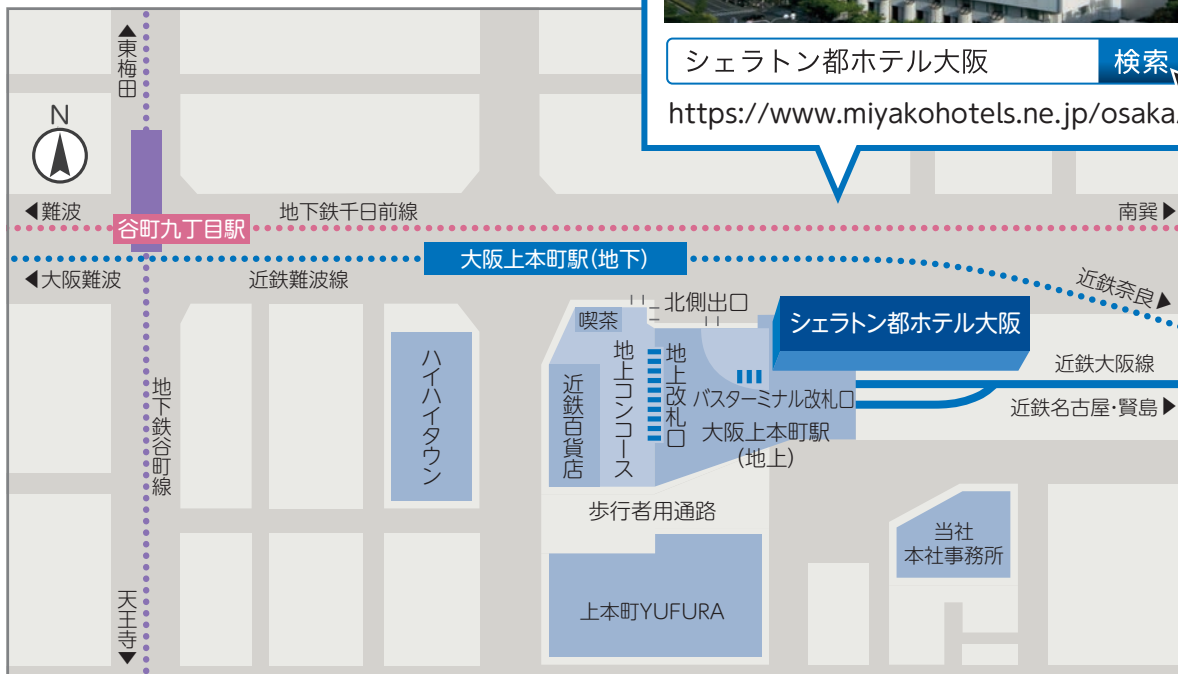 シェラトン都ホテル大阪
検索
https://www.miyakohotels.ne.jp/osaka
▲東梅田
N
◀難波
地下鉄千日前線
南巽▶
谷町九丁目駅
大阪上本町駅(地下)
◀大阪難波
近鉄難波線
近鉄奈良▶
北側出口
喫茶
シェラトン都ホテル大阪
ハイハイタウン
近鉄百貨店
地上コンコース
地上改札口
バスターミナル改札口
大阪上本町駅
(地上)
近鉄大阪線
近鉄名古屋・賢島▶
地下鉄谷町線
歩行者用通路
当社
本社事務所
上本町YUFURA
天王寺▼